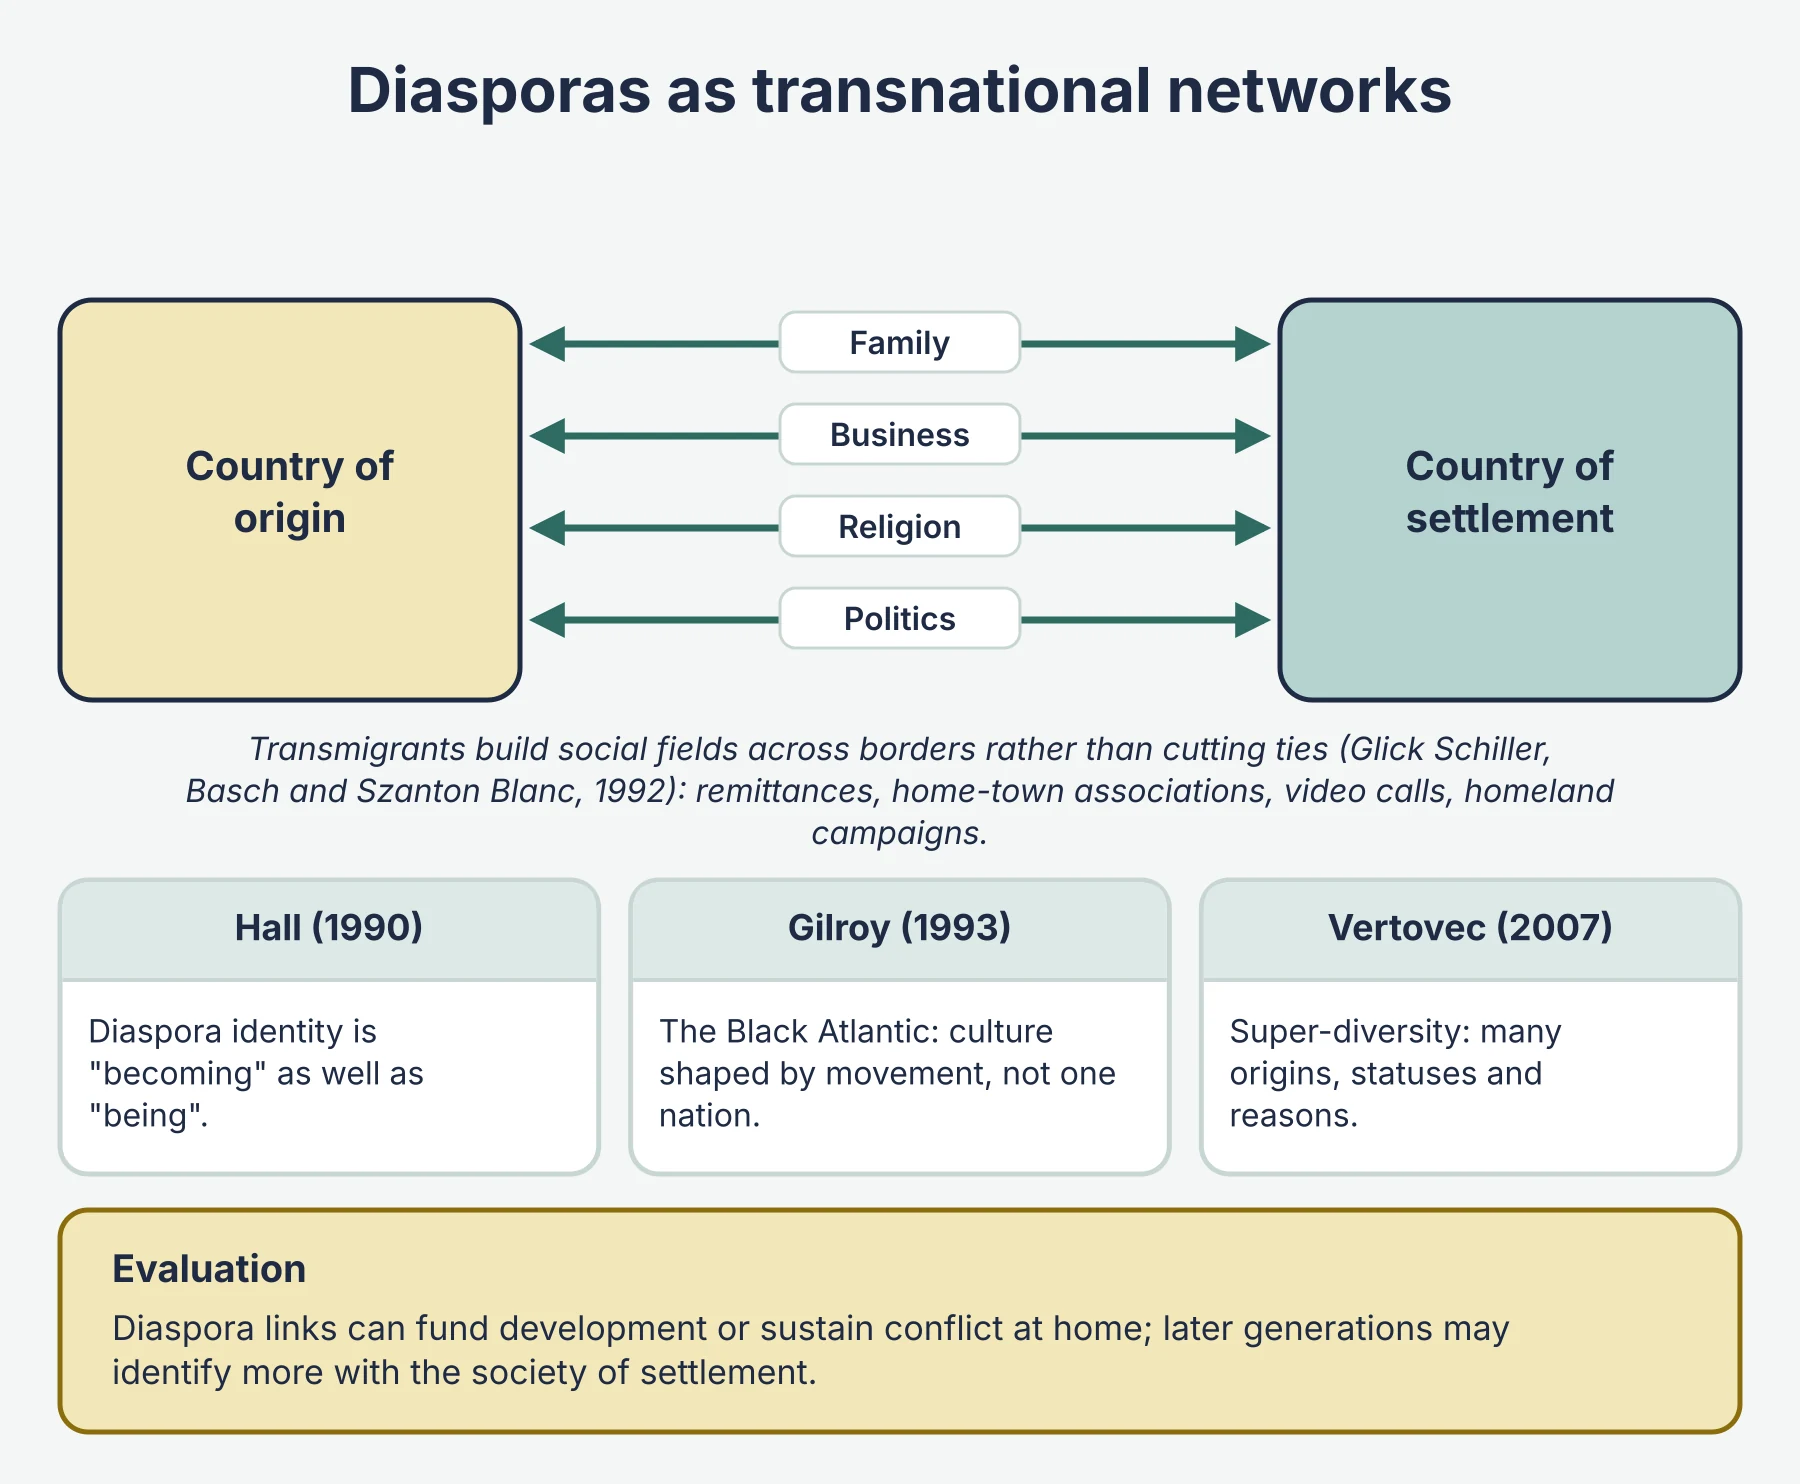 Diasporas as transnational networks
Country of
origin
Family
Business
Religion
Politics
Country of
settlement
Transmigrants build social fields across borders rather than cutting ties (Glick Schiller,
Basch and Szanton Blanc, 1992): remittances, home-town associations, video calls, homeland
campaigns.
Hall (1990)
Diaspora identity is
"becoming" as well as
"being".
Gilroy (1993)
The Black Atlantic: culture
shaped by movement, not one
nation.
Vertovec (2007)
Super-diversity: many
origins, statuses and
reasons.
Evaluation
Diaspora links can fund development or sustain conflict at home; later generations may
identify more with the society of settlement.